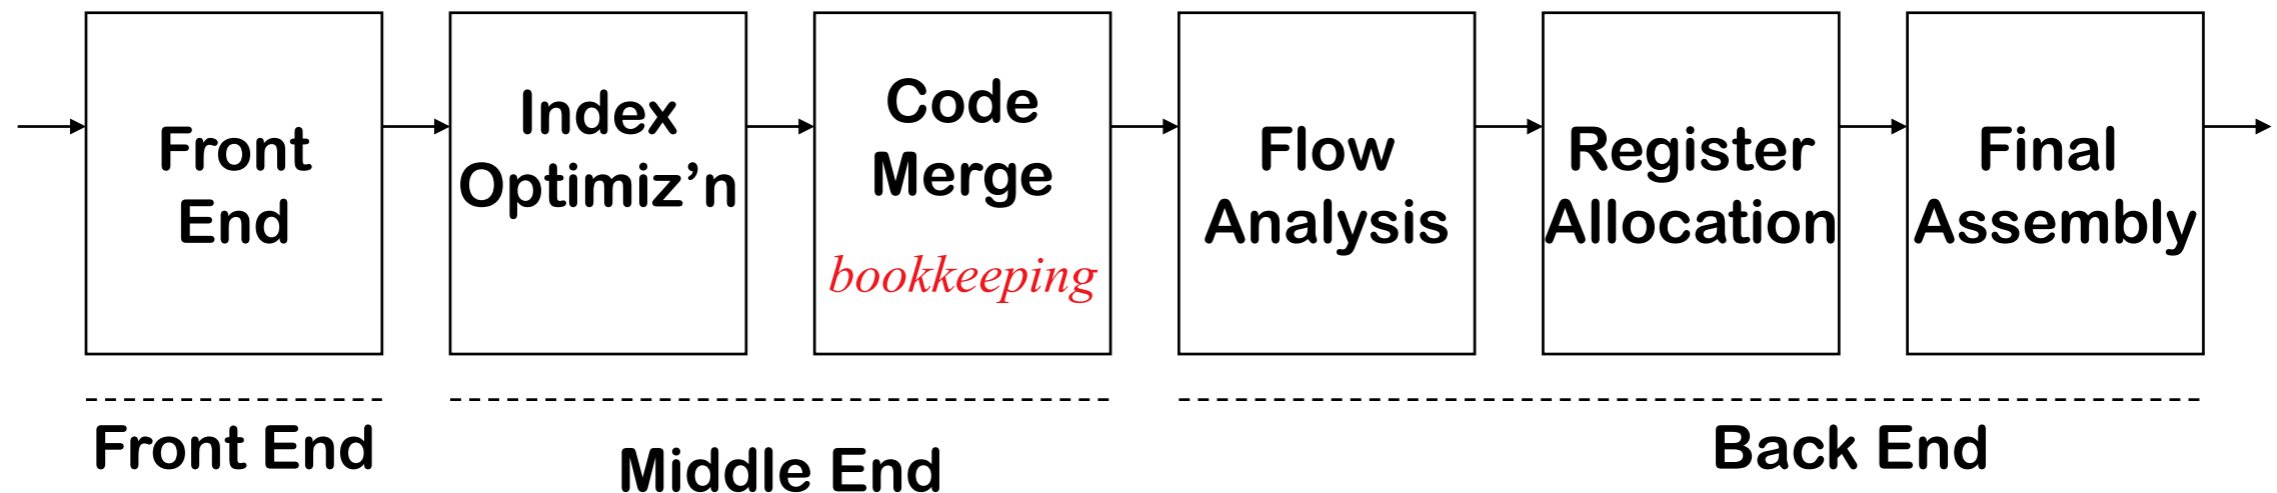 Front
End
Index
Optimiz’n
Code
Merge
bookkeeping
Flow
Analysis
Register
Allocation
Final
Assembly
Front End
Middle End
Back End